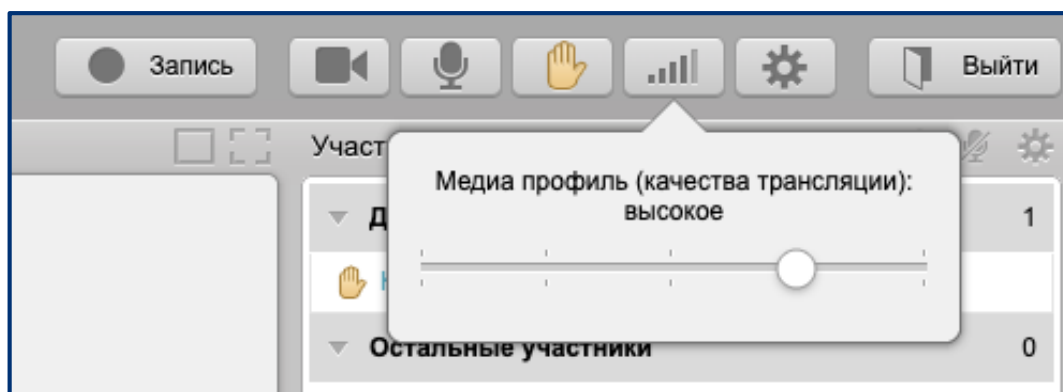 Запись
Выйти
Участ
Медиа профиль (качества трансляции):
высокое
1
Остальные участники
0